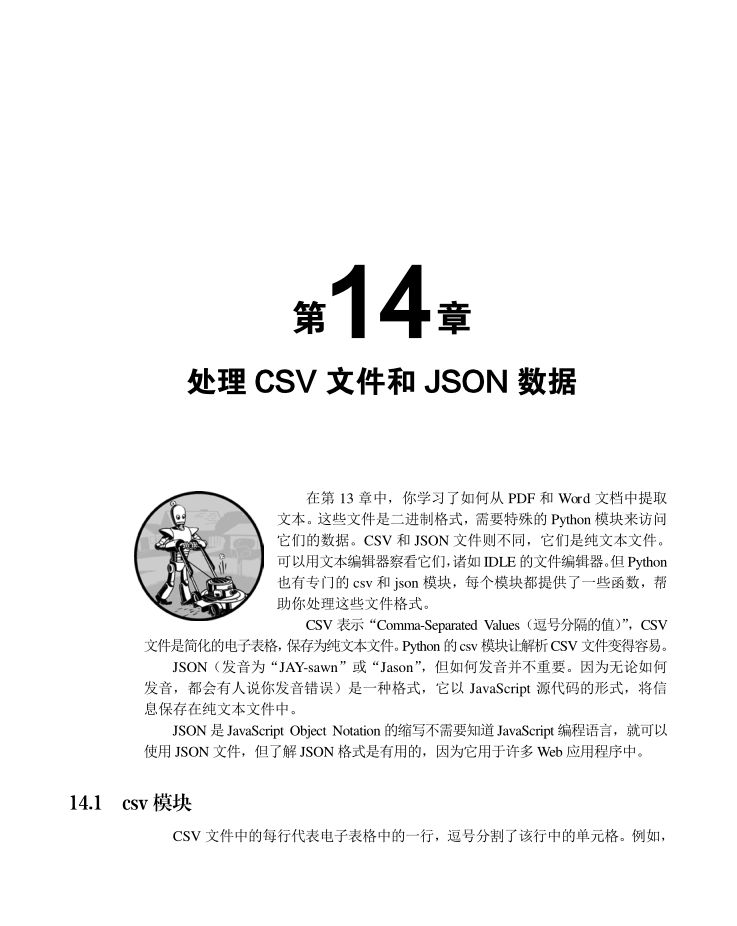 第14章
处理 CSV 文件和 JSON 数据
在第 13 章中，你学习了如何从 PDF 和 Word 文档中提取
文本。这些文件是二进制格式，需要特殊的 Python 模块来访问
它们的数据。CSV 和 JSON 文件则不同，它们是纯文本文件。
可以用文本编辑器察看它们，诸如 IDLE 的文件编辑器。但 Python
也有专门的 csv 和 json 模块，每个模块都提供了一些函数，帮
助你处理这些文件格式。
CSV 表示“Comma-Separated Values（逗号分隔的值）”，CSV
文件是简化的电子表格，保存为纯文本文件。Python 的 csv 模块让解析 CSV 文件变得容易。
JSON（发音为“JAY-sawn”或“Jason”，但如何发音并不重要。因为无论如何
发音，都会有人说你发音错误）是一种格式，它以 JavaScript 源代码的形式，将信
息保存在纯文本文件中。
JSON 是 JavaScript Object Notation 的缩写不需要知道 JavaScript 编程语言，就可以
使用 JSON 文件，但了解 JSON 格式是有用的，因为它用于许多 Web 应用程序中。
14.1 csv 模块
CSV 文件中的每行代表电子表格中的一行，逗号分割了该行中的单元格。例如，